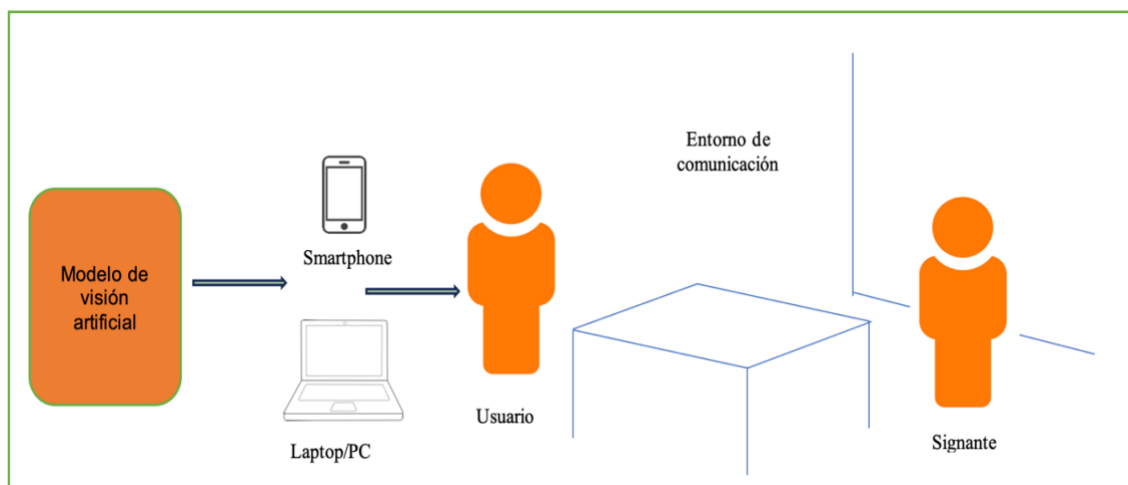 Modelo de
visión
artificial
Smartphone
Laptop/PC
Usuario
Entorno de
comunicación
Signante